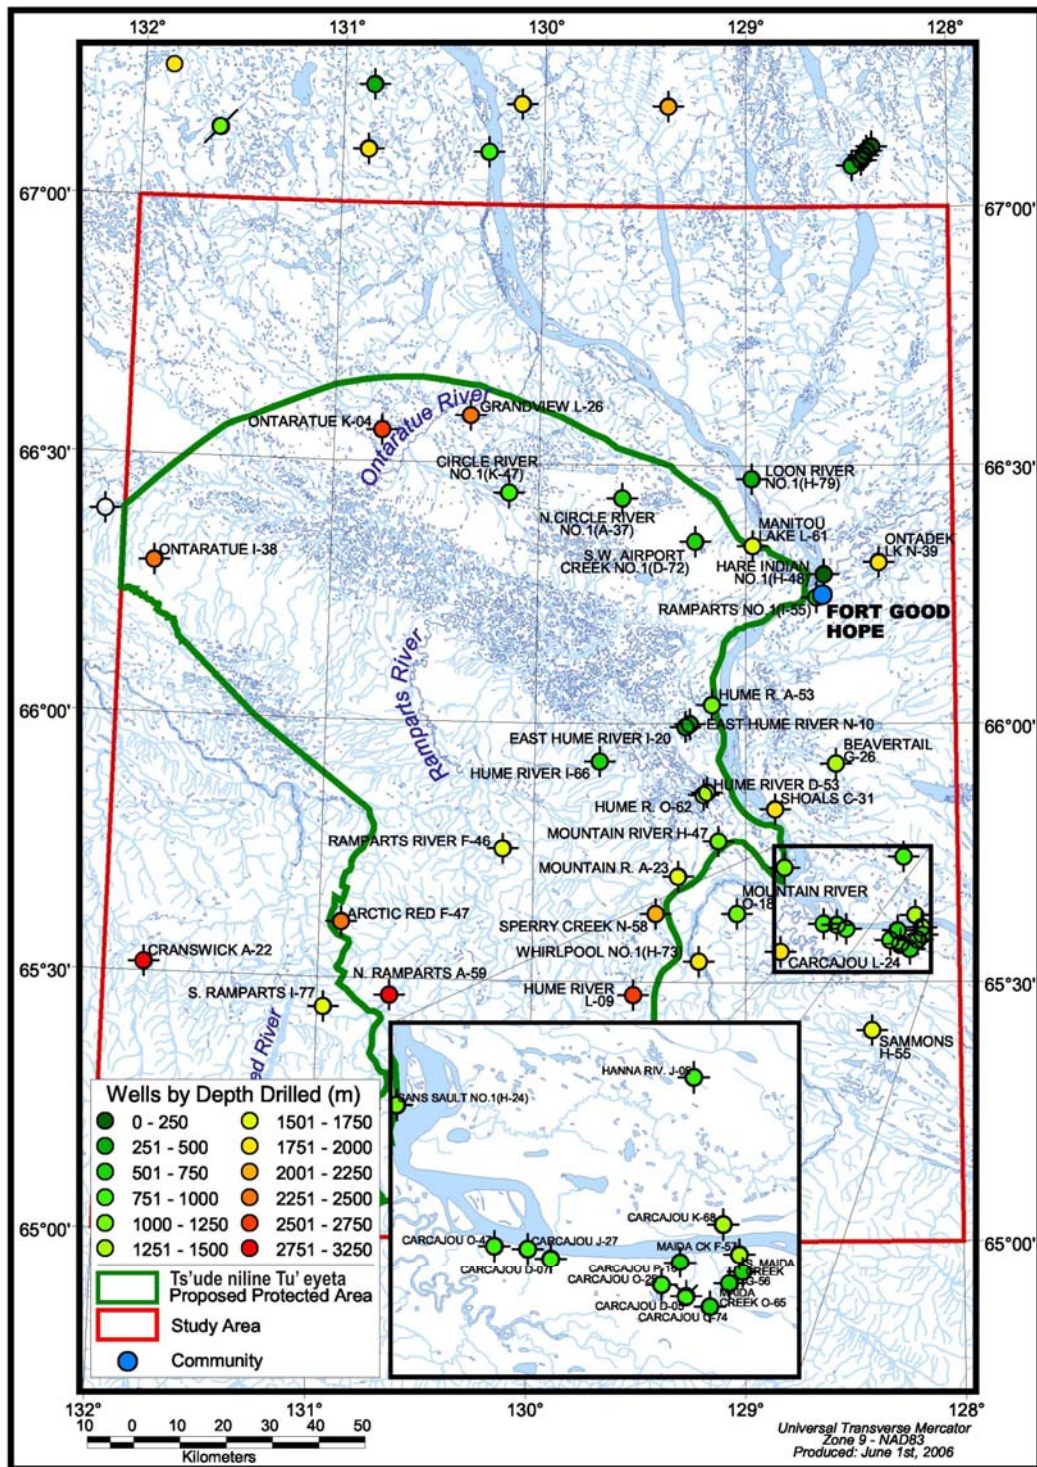 132°
131°
130°
129°
128°
67°00'
67°00'
ONTARATUE K-04
GRANDVIEW L-26
Ontaratue River
CIRCLE RIVER
NO.1(K-47)
66°30'
66°30'
LOON RIVER
NO.1(H-79)
N.CIRCLE RIVER
NO.1(A-37)
MANITOU
LAKE L-61
ONTARATUE I-38
S.W. AIRPORT
CREEK NO.1(D-72)
ONTADEK
LK N-39
HARE INDIAN
NO.1(H-48)
RAMPARTS NO.1(I-55)
FORT GOOD
HOPE
Ramparts River
HUME R. A-53
66°00'
66°00'
EAST HUME RIVER N-10
EAST HUME RIVER I-20
BEAVERTAIL
G-26
HUME RIVER I-66
HUME RIVER D-53
SHOALS C-31
HUME R. O-62
RAMPARTS RIVER F-46
MOUNTAIN RIVER H-47
MOUNTAIN R. A-23
MOUNTAIN RIVER
O-18
ARCTIC RED F-47
SPERRY CREEK N-58
CRANSWICK A-22
WHIRLPOOL NO.1(H-73)
CARCAJOU L-24
65°30'
65°30'
N. RAMPARTS A-59
S. RAMPARTS I-77
HUME RIVER
L-09
SAMMONS
H-55
ed River
HANNA RIV. J-05
SANS SAULT NO.1(H-24)
CARCAJOU K-68
CARCAJOU O-47
CARCAJOU J-27
CARCAJOU D-07
MAIDA CK F-57
S. MAIDA
CREEK
G-56
CARCAJOU O-25
MAIDA
CREEK O-65
CARCAJOU D-05
Wells by Depth Drilled (m)
0 - 250
251 - 500
501 - 750
751 - 1000
1000 - 1250
1251 - 1500
1501 - 1750
1751 - 2000
2001 - 2250
2251 - 2500
2501 - 2750
2751 - 3250
Ts'ude niline Tu' eyeta
Proposed Protected Area
Study Area
Community
65°00'
65°00'
132°
131°
130°
129°
128°
10 0 10 20 30 40 50
Kilometers
Universal Transverse Mercator
Zone 9 - NAD83
Produced: June 1st, 2006